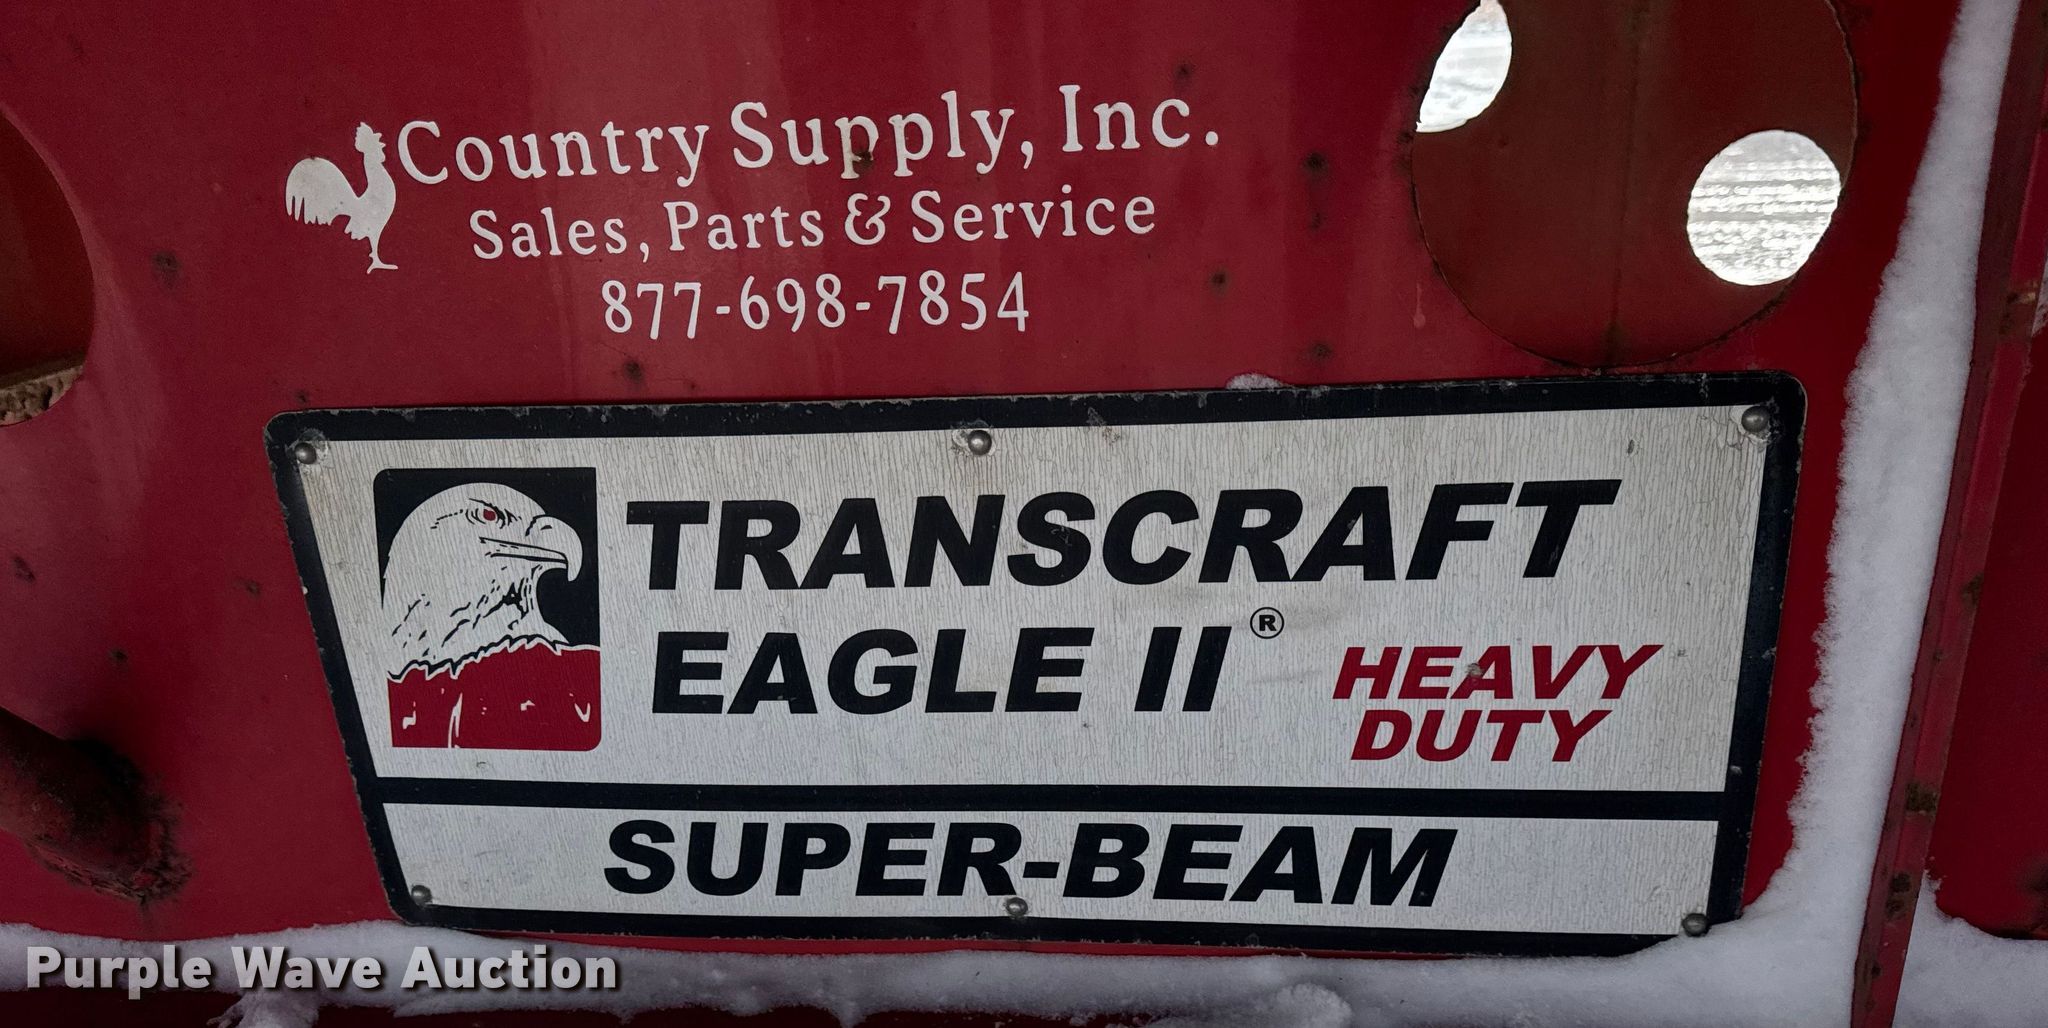 Country Supply, Inc.
Sales, Parts & Service
877-698-7854
TRANSCRAFT
EAGLE II®
HEAVY
DUTY
SUPER-BEAM
Purple Wave Auction